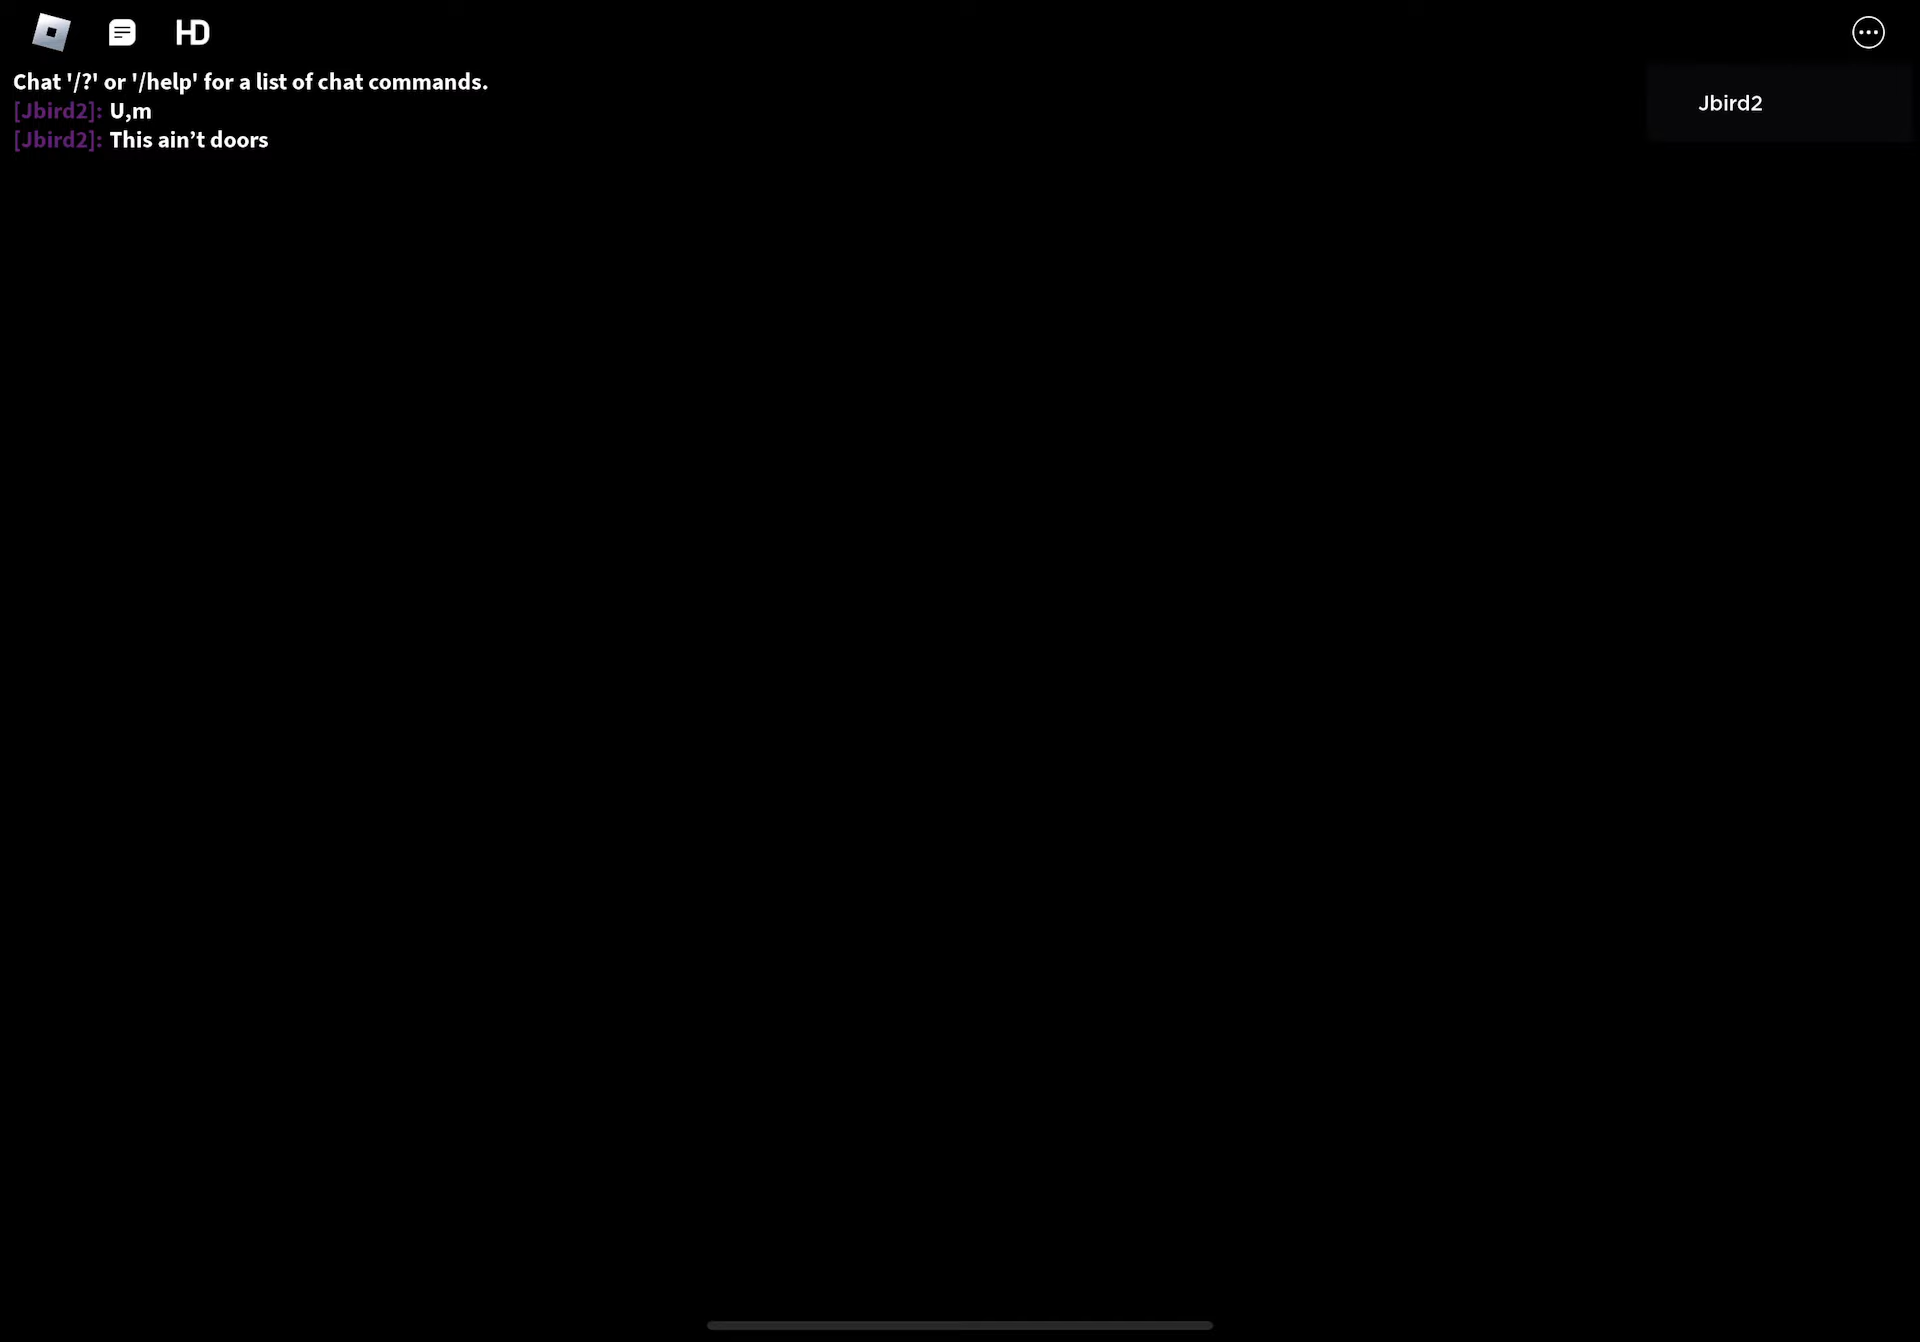 HD
Chat '/?' or '/help' for a list of chat commands.
Jbird2
[Jbird2]: U,m
[Jbird2]: This ain’t doors